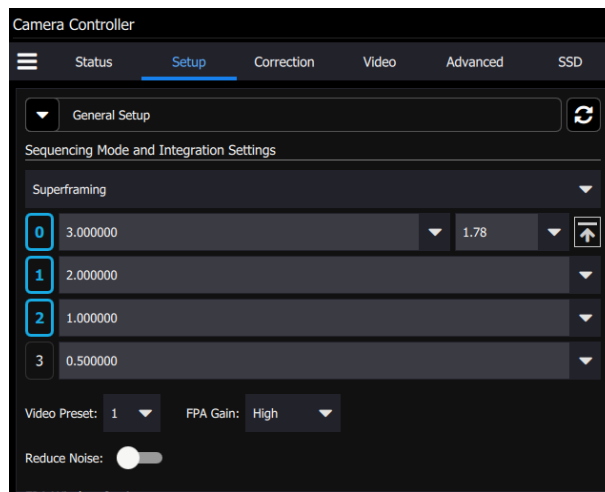 Camera Controller
Status Setup Correction Video Advanced SSD
General Setup
Sequencing Mode and Integration Settings
Superframing
0 3.000000 1.78
1 2.000000
2 1.000000
3 0.500000
Video Preset: 1 FPA Gain: High
Reduce Noise: